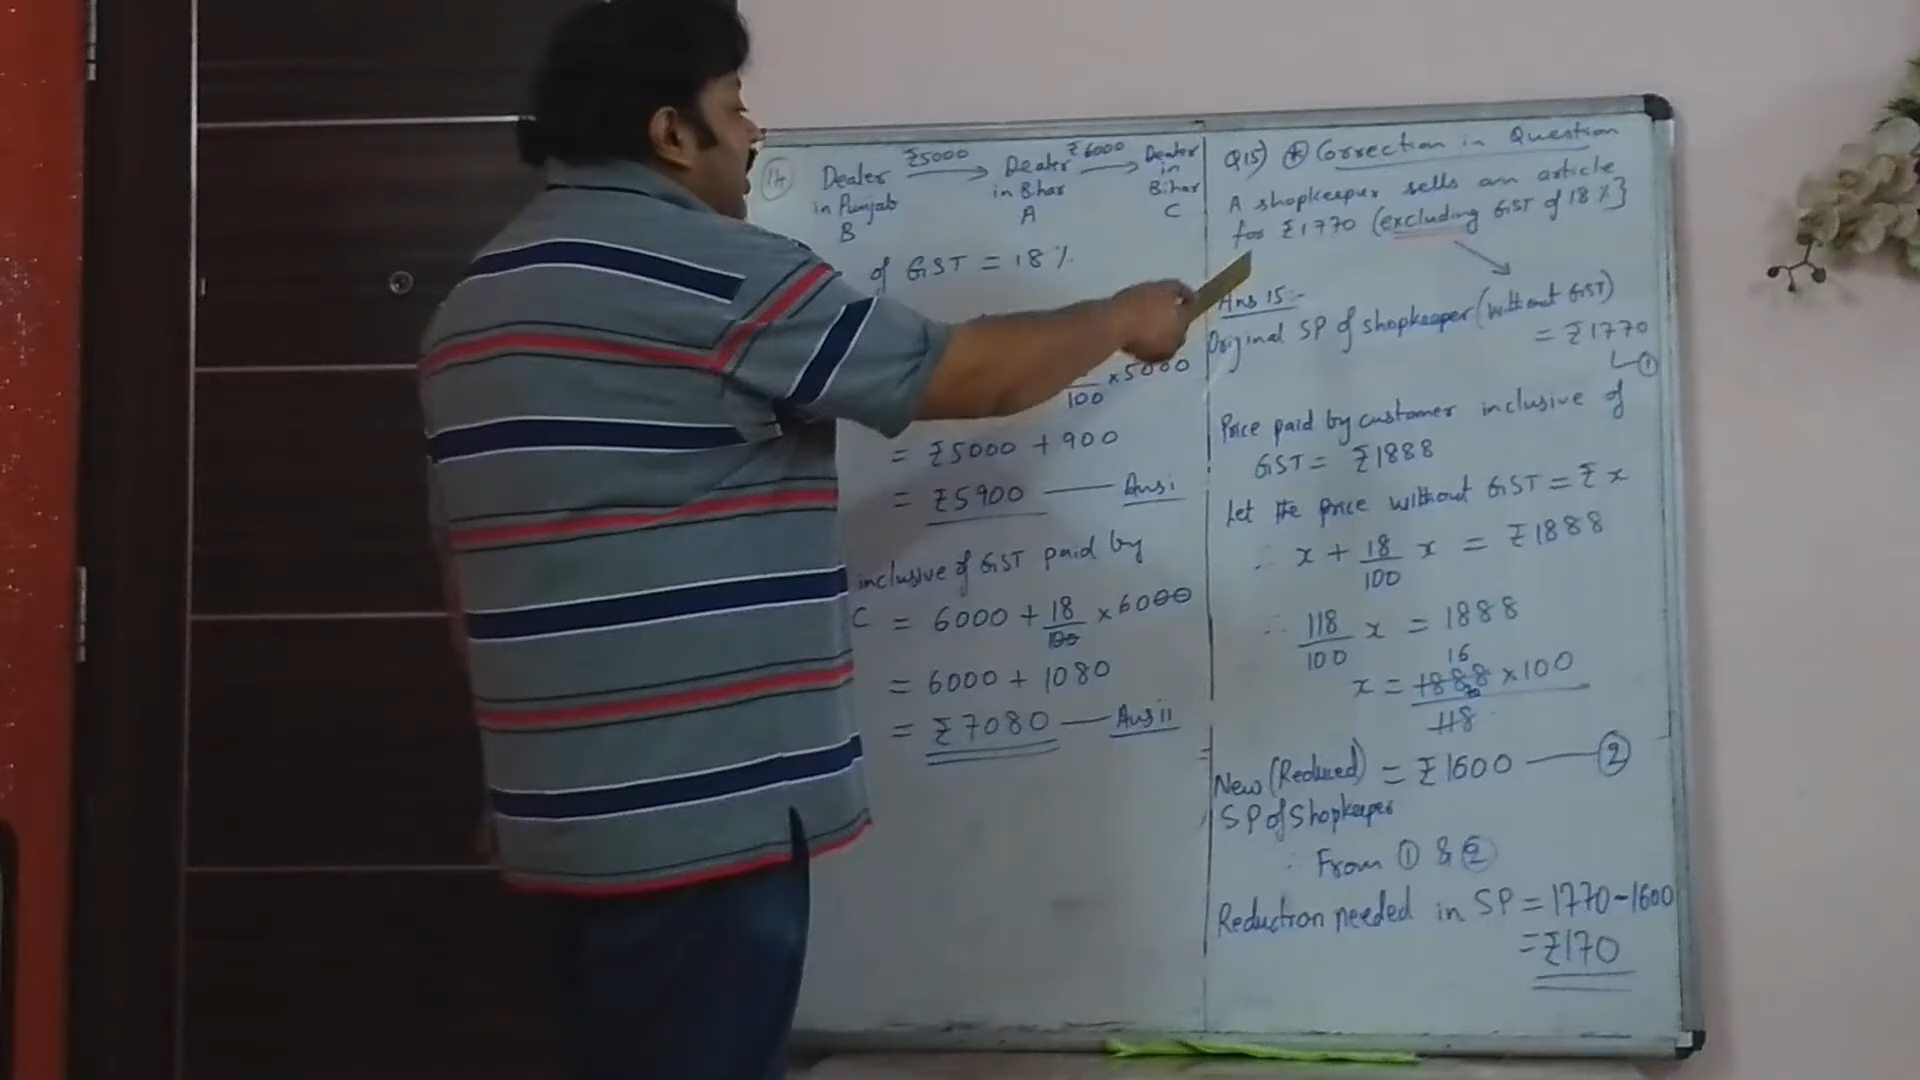 14 Dealer ₹5000 Dealer ₹6000 Dealer
in Punjab in Bihar in Bihar
B A C
of GST = 18%
100 × 5000
= ₹5000 + 900
= ₹5900 — Ans i
inclusive of GST paid by
C = 6000 + 18/100 × 6000
= 6000 + 1080
= ₹7080 — Ans ii
Q15) * Correction in Question
A shopkeeper sells an article
for ₹1770 (excluding GST of 18%}
Ans 15:-
Original SP of shopkeeper (without GST)
= ₹1770
①
Price paid by customer inclusive of
GST = ₹1888
Let the price without GST = ₹x
∴ x + 18/100 x = ₹1888
∴ 118/100 x = 1888
16
x = 1888 × 100 / 118
New (Reduced) = ₹1600 — ②
SP of Shopkeeper
∴ From ① & ②
Reduction needed in SP = 1770-1600
= ₹170